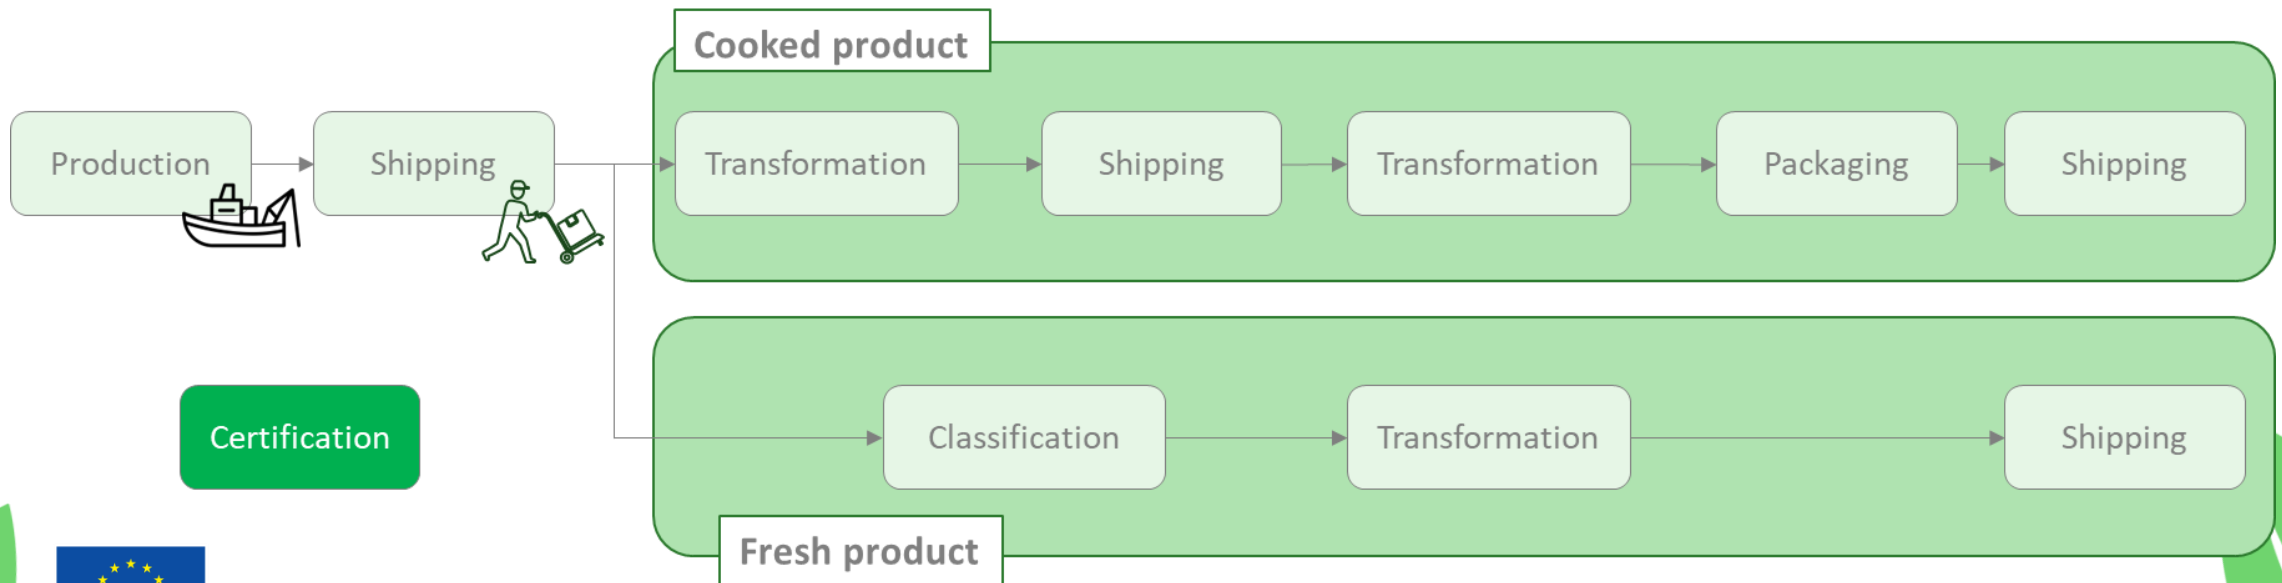 Cooked product
Production
Shipping
Transformation
Shipping
Transformation
Packaging
Shipping
Certification
Classification
Transformation
Shipping
Fresh product